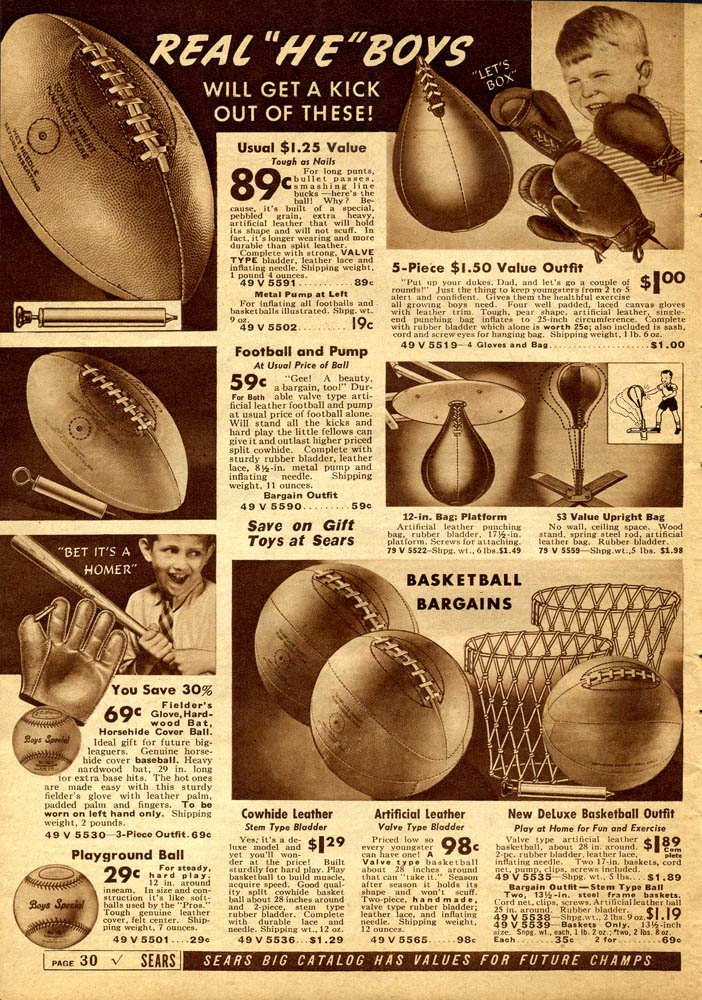 REAL "HE" BOYS
WILL GET A KICK
OUT OF THESE!
"LET'S
BOX"
Usual $1.25 Value
Tough as Nails
89c
For long punts,
bullet passes,
smashing line
bucks—here's the
ball! Why? Be-
cause, it's built of a special,
pebbled grain, extra heavy,
artificial leather that will hold
its shape and will not scuff. In
fact, it's longer wearing and more
durable than split leather.
Complete with strong, VALVE
TYPE bladder, leather lace and
inflating needle. Shipping weight,
1 pound 4 ounces.
49 V 5591..........89c
Metal Pump at Left
For inflating all footballs and
basketballs illustrated. Shpg. wt.
9 oz.
49 V 5502..........19c
5-Piece $1.50 Value Outfit
$1.00
"Put up your dukes, Dad, and let's go a couple of
rounds!" Just the thing to keep youngsters from 2 to 5
alert and confident. Gives them the healthful exercise
all growing boys need. Four well padded, laced canvas gloves
with leather trim. Tough, pear shape, artificial leather, single-
end punching bag inflates to 25-inch circumference. Complete
with rubber bladder which alone is worth 25c; also included is sash,
cord and screw eyes for hanging bag. Shipping weight, 1 lb. 6 oz.
49 V 5519—4 Gloves and Bag..........$1.00
Football and Pump
At Usual Price of Ball
59c
For Both
"Gee! A beauty,
a bargain, too!" Dur-
able valve type arti-
ficial leather football and pump
at usual price of football alone.
Will stand all the kicks and
hard play the little fellows can
give it and outlast higher priced
split cowhide. Complete with
sturdy rubber bladder, leather
lace, 8½-in. metal pump and
inflating needle. Shipping
weight, 11 ounces.
Bargain Outfit
49 V 5590..........59c
Save on Gift
Toys at Sears
12-in. Bag; Platform
Artificial leather punching
bag, rubber bladder, 17½-in.
platform. Screws for attaching.
79 V 5522—Shpg. wt., 6 lbs. $1.49
$3 Value Upright Bag
No wall, ceiling space. Wood
stand, spring steel rod, artificial
leather bag. Rubber bladder.
79 V 5559—Shpg. wt., 5 lbs. $1.98
"BET IT'S A
HOMER"
You Save 30%
69c
Fielder's
Glove, Hard-
wood Bat,
Horsehide Cover Ball.
Ideal gift for future big-
leaguers. Genuine horse-
hide cover baseball. Heavy
hardwood bat, 29 in. long
for extra base hits. The hot ones
are made easy with this sturdy
fielder's glove with leather palm,
padded palm and fingers. To be
worn on left hand only. Shipping
weight, 2 pounds.
49 V 5530—3-Piece Outfit. 69c
Boys Special
Playground Ball
29c
For steady,
hard play.
12 in. around
inseam. In size and con-
struction it's like soft-
balls used by the "Pros."
Tough genuine leather
cover, felt center. Ship-
ping weight, 7 ounces.
49 V 5501....29c
Boys Special
BASKETBALL
BARGAINS
Cowhide Leather
Stem Type Bladder
$1.29
Yes, it's a de-
luxe model and
yet you'll won-
der at the price! Built
sturdily for hard play. Play
basketball to build muscle,
acquire speed. Good qual-
ity split cowhide basket
ball about 28 inches around
and 2-piece, stem type
rubber bladder. Complete
with durable lace and
needle. Shipping wt., 12 oz.
49 V 5536...$1.29
Artificial Leather
Valve Type Bladder
98c
Priced low so
every youngster
can have one! A
Valve type basketball
about 28 inches around
that can "take it." Season
after season it holds its
shape and won't scuff.
Two-piece, handmade,
valve type rubber bladder;
leather lace, and inflating
needle. Shipping weight,
12 ounces.
49 V 5565......98c
New DeLuxe Basketball Outfit
Play at Home for Fun and Exercise
$1.89
Complete
Valve type artificial leather
basketball, about 28 in. around.
2-pc. rubber bladder, leather lace,
inflating needle. Two 17-in. baskets, cord
net, pump, clips, screws included.
49 V 5535—Shpg. wt., 5 lbs....$1.89
Bargain Outfit—Stem Type Ball
Two, 13½-in. steel frame baskets.
Cord net, clips, screws. Artificial leather ball
25 in. around. Rubber bladder.
49 V 5538—Shpg. wt., 2 lbs. 9 oz. $1.19
49 V 5539—Baskets Only. 13½-inch
size. Shpg. wt., each, 1 lb. 2 oz.; two, 2 lbs. 8 oz.
Each......35c 2 for..........69c
PAGE 30 SEARS
SEARS BIG CATALOG HAS VALUES FOR FUTURE CHAMPS